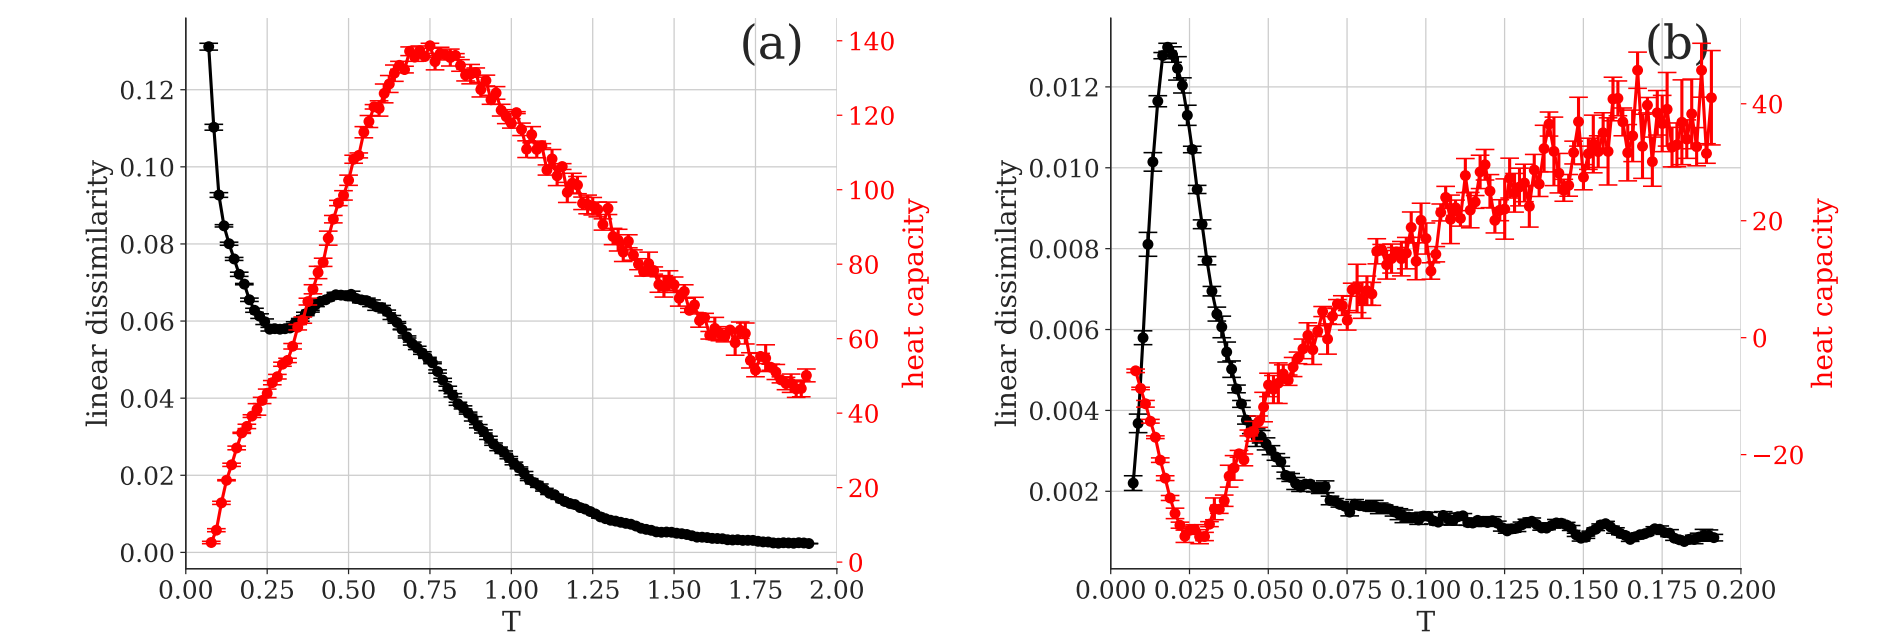 (a)
linear dissimilarity
0.12
0.10
0.08
0.06
0.04
0.02
0.00
140
120
100
80
60
40
20
0
heat capacity
0.00 0.25 0.50 0.75 1.00 1.25 1.50 1.75 2.00
T
(b)
linear dissimilarity
0.012
0.010
0.008
0.006
0.004
0.002
40
20
0
−20
heat capacity
0.000 0.025 0.050 0.075 0.100 0.125 0.150 0.175 0.200
T